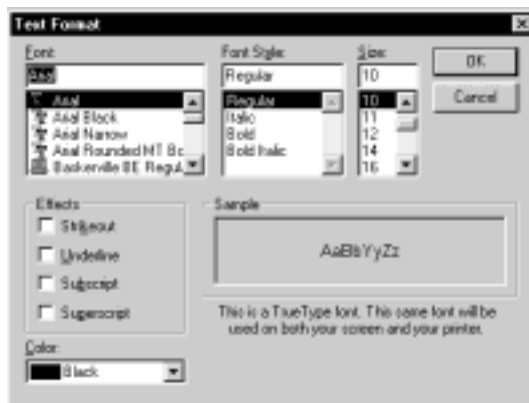 Text Format
Font:
Arial
Arial
Arial Black
Arial Narrow
Arial Rounded MT Bc
Baskerville BE Regul
Font Style:
Regular
Regular
Italic
Bold
Bold Italic
Size:
10
10
11
12
14
16
OK
Cancel
Effects
Strikeout
Underline
Subscript
Superscript
Color:
Black
Sample
AaBbYyZz
This is a TrueType font. This same font will be
used on both your screen and your printer.